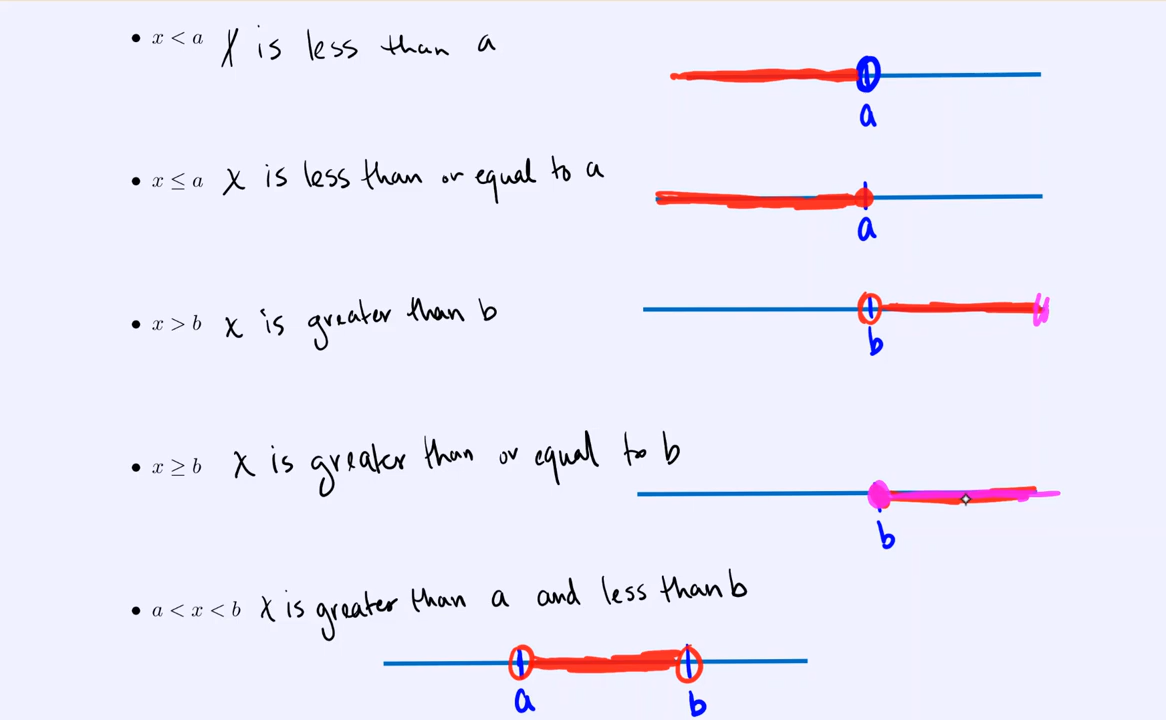 • x < a X is less than a
a
• x ≤ a x is less than or equal to a
a
• x > b x is greater than b
b
• x ≥ b x is greater than or equal to b
b
• a < x < b x is greater than a and less than b
a b